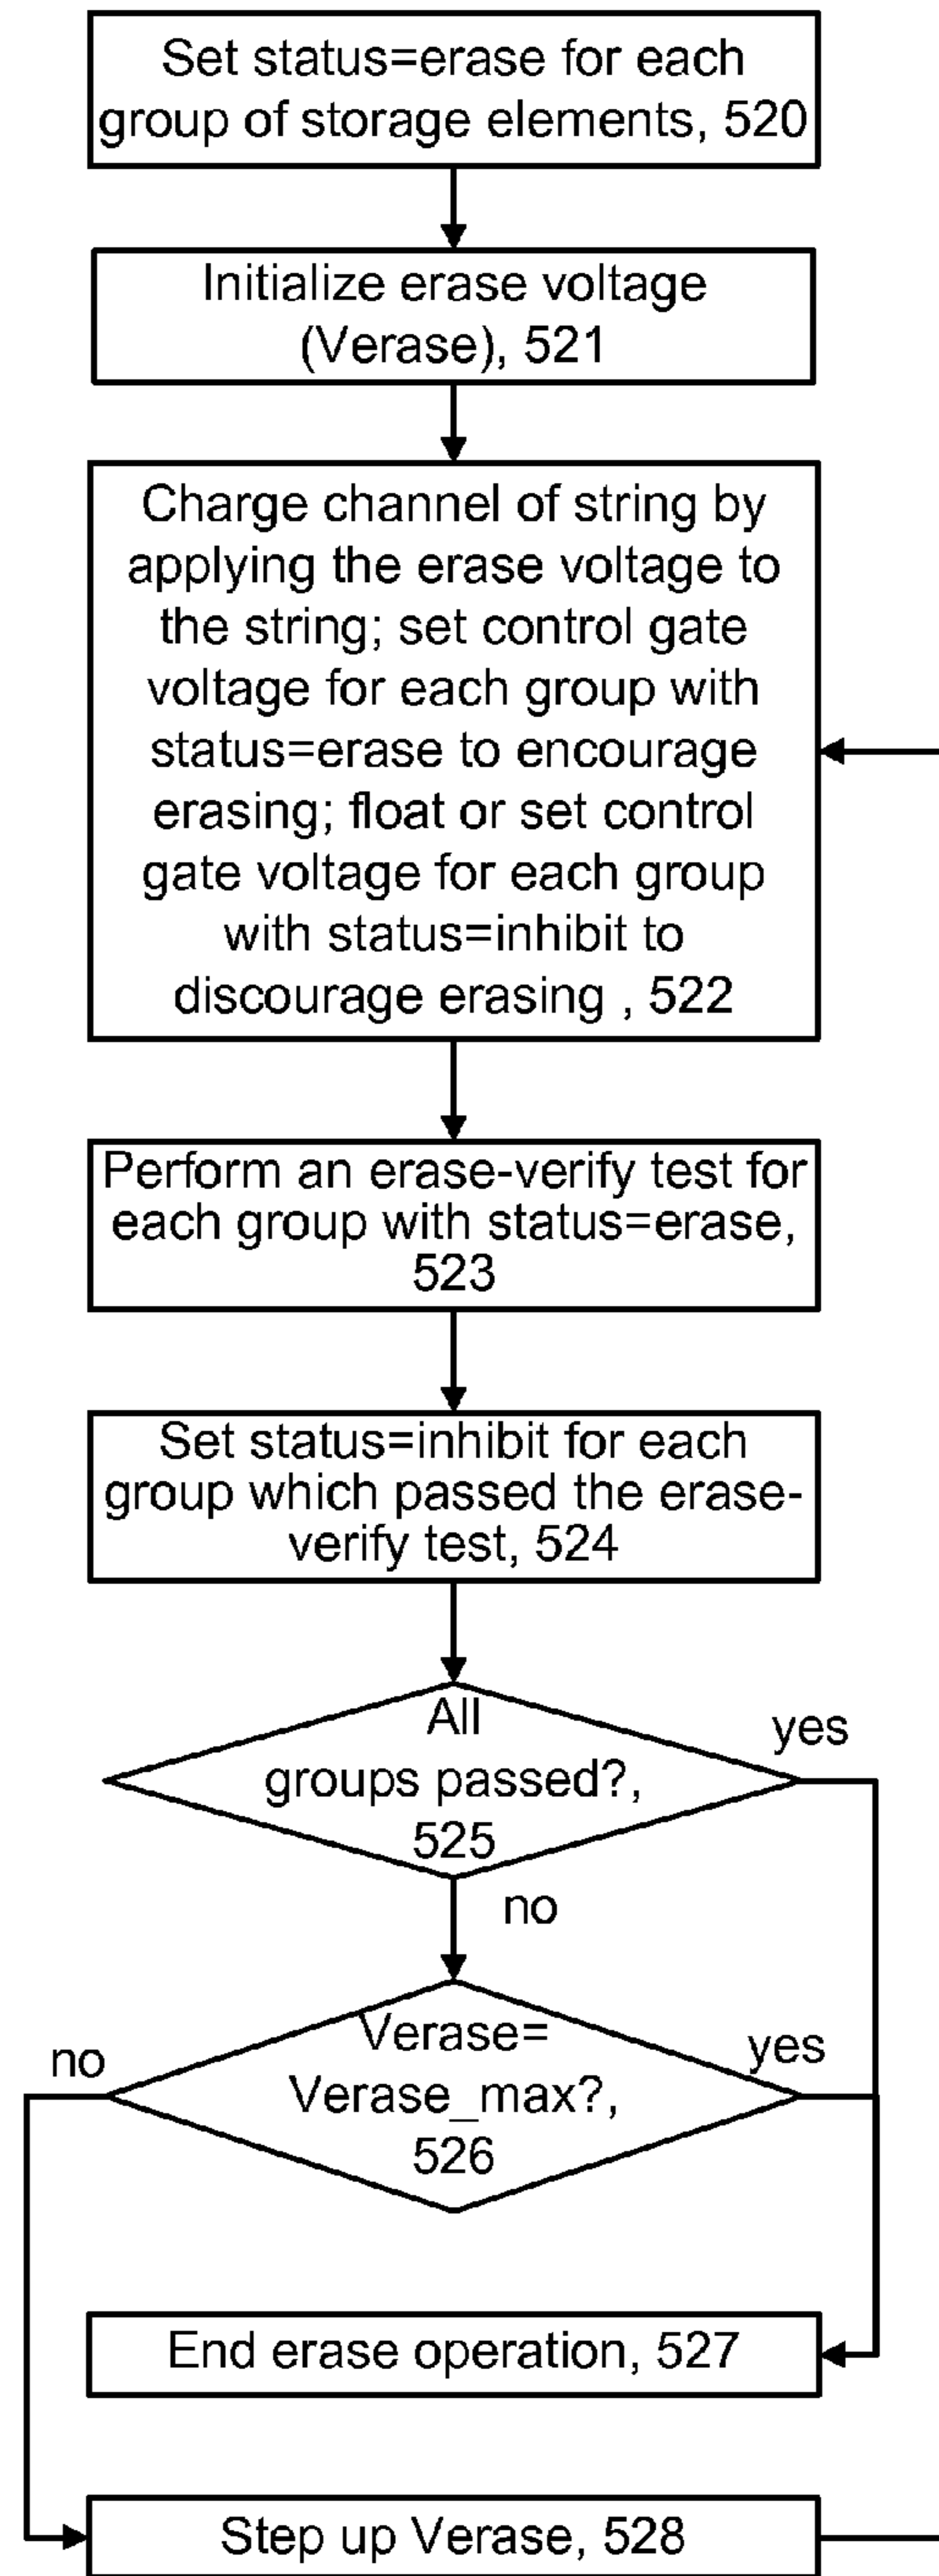 Set status=erase for each
group of storage elements, 520
Initialize erase voltage
(Verase), 521
Charge channel of string by
applying the erase voltage to
the string; set control gate
voltage for each group with
status=erase to encourage
erasing; float or set control
gate voltage for each group
with status=inhibit to
discourage erasing , 522
Perform an erase-verify test for
each group with status=erase,
523
Set status=inhibit for each
group which passed the erase-
verify test, 524
All
groups passed?,
525
yes
no
Verase=
Verase_max?,
526
no
yes
End erase operation, 527
Step up Verase, 528